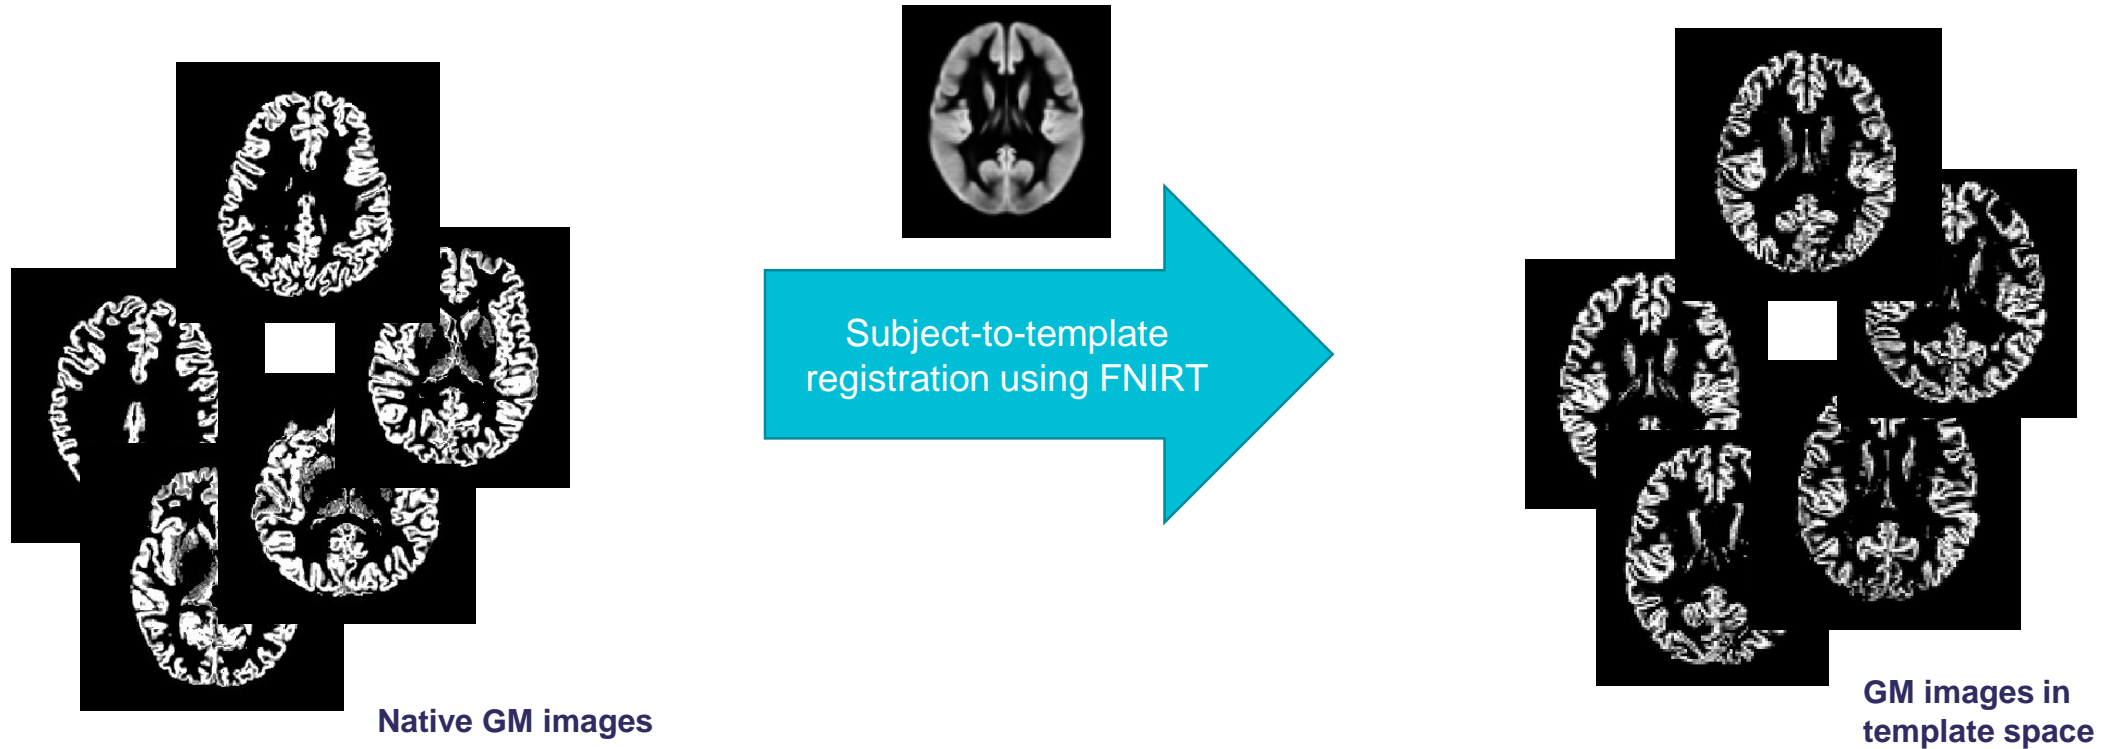 Subject-to-template
registration using FNIRT
Native GM images
GM images in
template space